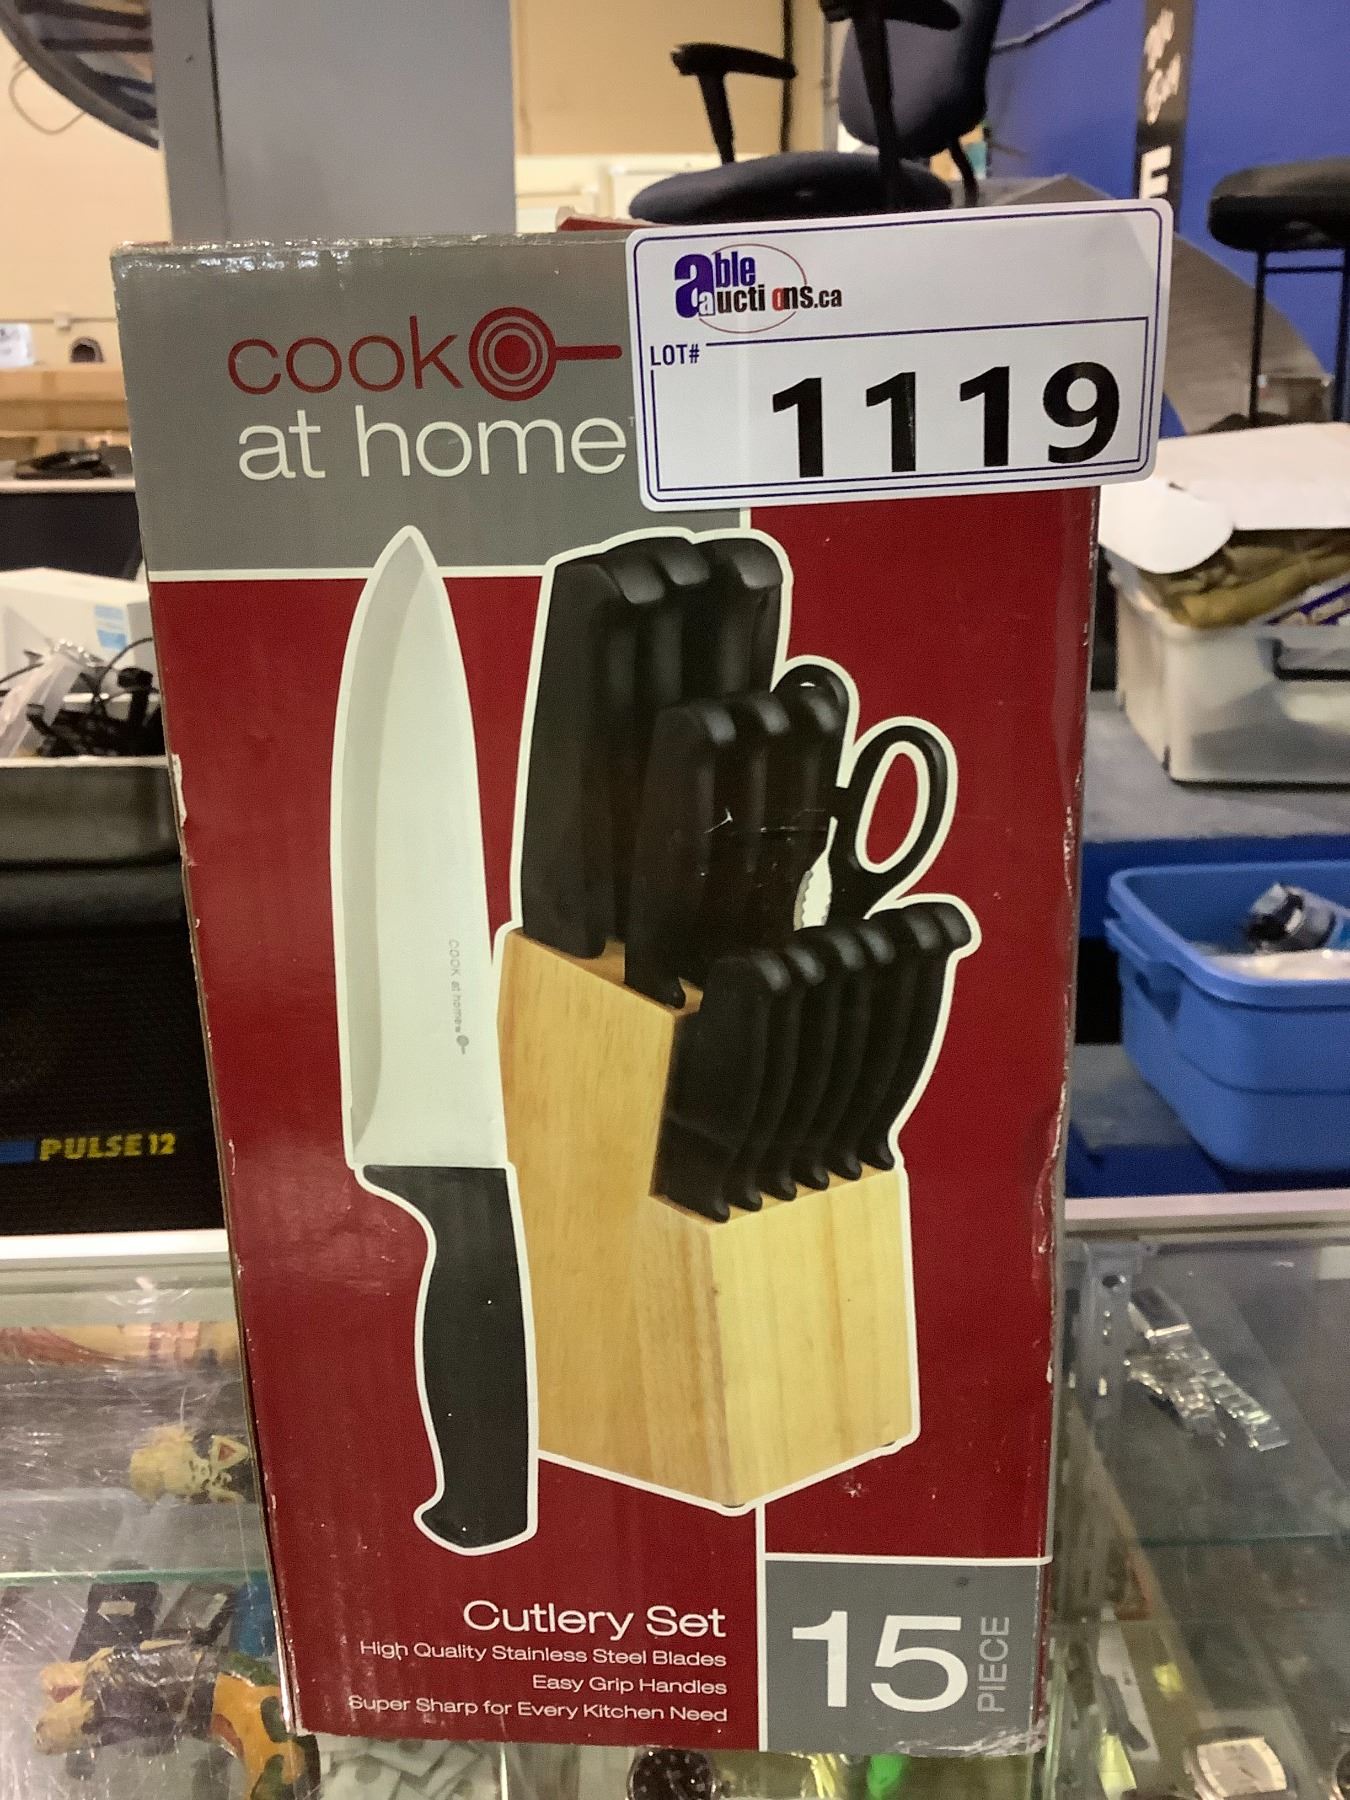 able
auctions.ca
LOT#
1119
cook
at home
COOK at home
PULSE 12
Cutlery Set
High Quality Stainless Steel Blades
Easy Grip Handles
Super Sharp for Every Kitchen Need
15
PIECE